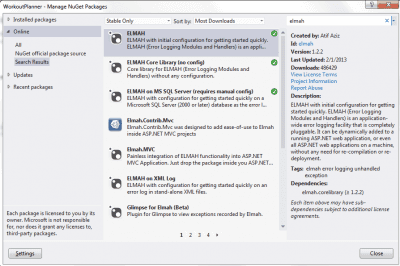 WorkoutPlanner - Manage NuGet Packages
Installed packages
Online
All
NuGet official package source
Search Results
Updates
Recent packages
Each package is licensed to you by its
owner. Microsoft is not responsible
for, nor does it grant any licenses to,
third-party packages.
Settings
Stable Only
Sort by: Most Downloads
ELMAH
ELMAH with initial configuration for getting started quickly.
ELMAH (Error Logging Modules and Handlers) is an applic...
ELMAH Core Library (no config)
Core library for ELMAH (Error Logging Modules and
Handlers) without any configuration.
ELMAH on MS SQL Server (requires manual config)
ELMAH with configuration for getting started quickly on a
Microsoft SQL Server 2000 (or later) database as the error l...
Elmah.Contrib.Mvc
Elmah.Contrib.Mvc was designed to add ease-of-use to Elmah
inside ASP.NET MVC projects
Elmah.MVC
Painless integration of ELMAH functionality into ASP.NET
MVC Application. Just drop the package inside you ASP.NET...
ELMAH on XML Log
ELMAH with configuration for getting started quickly on an
error log in stand-alone XML files.
Glimpse for Elmah (Beta)
Plugin for Glimpse to view exceptions recorded by Elmah.
1 2 3 4
elmah
Created by: Atif Aziz
Id: elmah
Version: 1.2.2
Last Updated: 2/1/2013
Downloads: 486429
View License Terms
Project Information
Report Abuse
Description:
ELMAH with initial configuration for
getting started quickly. ELMAH (Error
Logging Modules and Handlers) is an application-
wide error logging facility that is completely
pluggable. It can be dynamically added to a
running ASP.NET web application, or even
all ASP.NET web applications on a machine,
without any need for re-compilation or re-
deployment.
Tags: elmah error logging unhandled
exception
Dependencies:
elmah.corelibrary (≥ 1.2.2)
Each item above may have sub-
dependencies subject to additional license
agreements.
Close